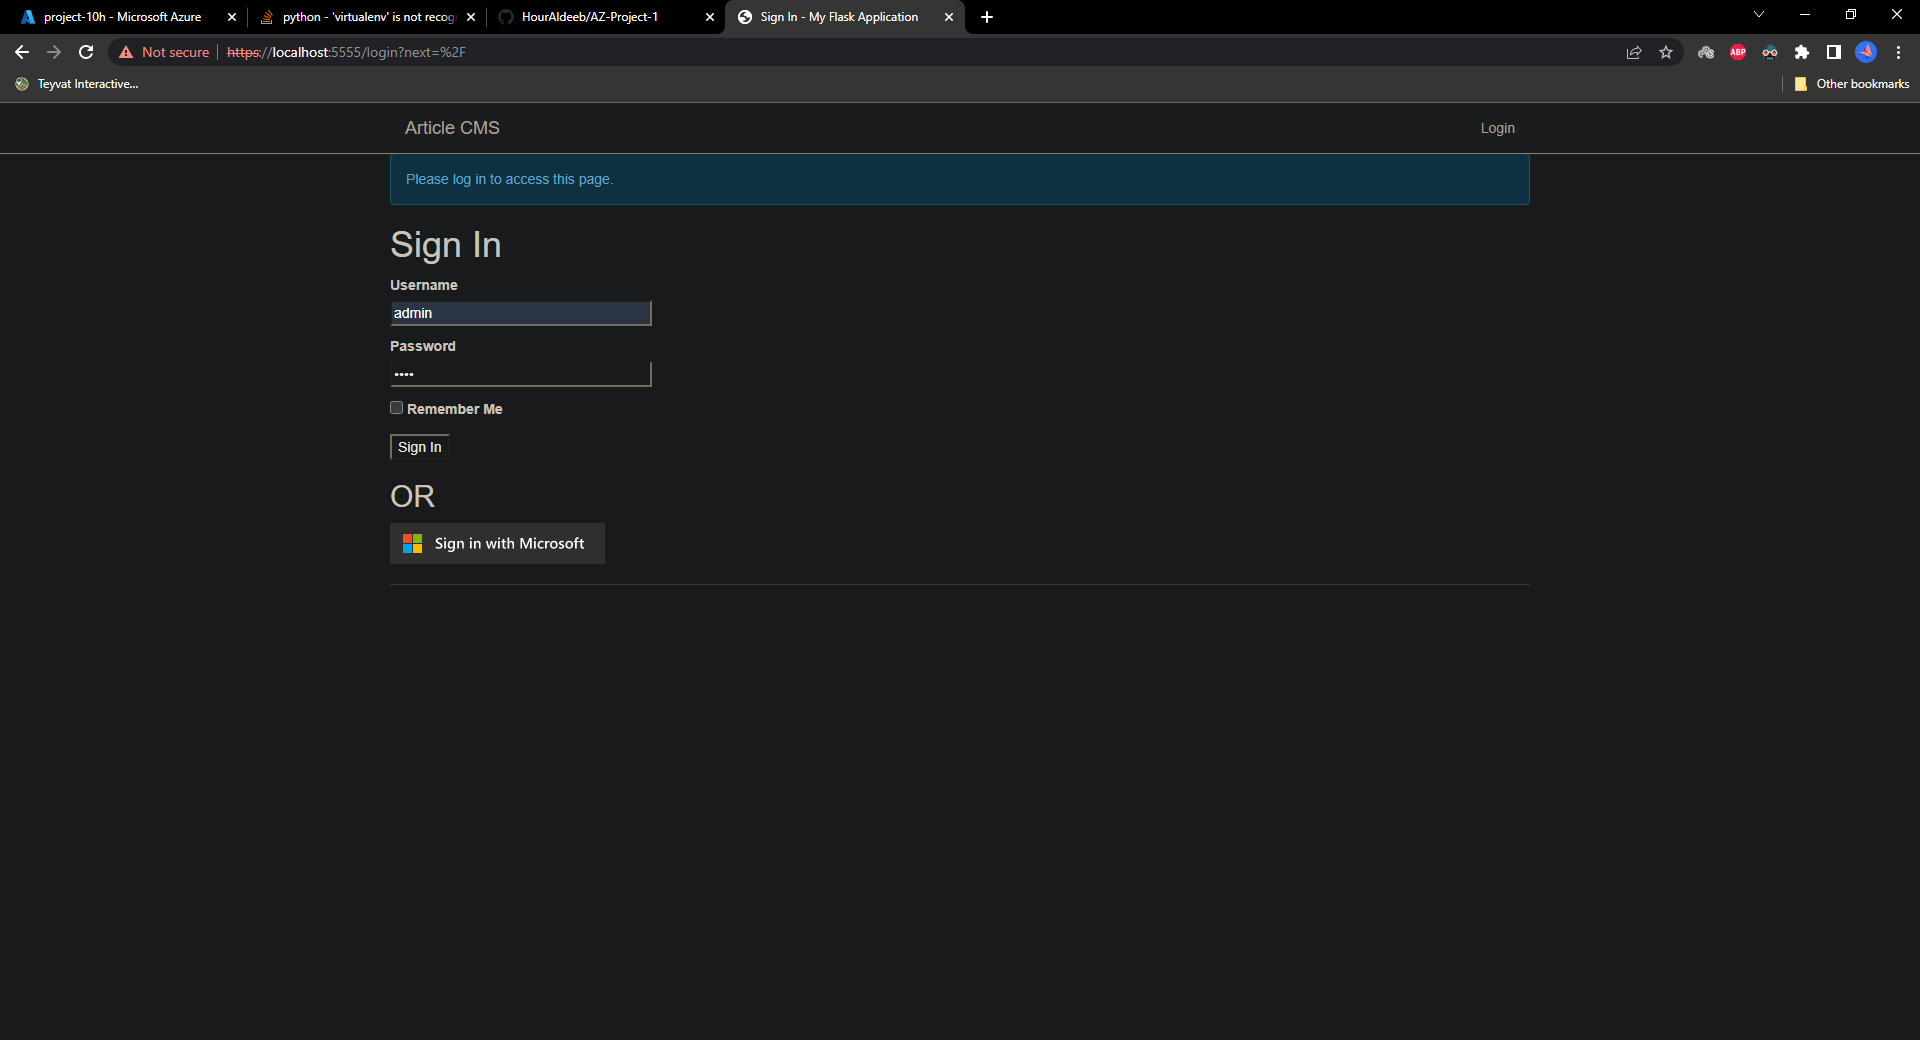 project-10h - Microsoft Azure
python - 'virtualenv' is not recog
HourAldeeb/AZ-Project-1
Sign In - My Flask Application
Not secure
https://localhost:5555/login?next=%2F
ABP
Teyvat Interactive...
Other bookmarks
Article CMS
Login
Please log in to access this page.
Sign In
Username
admin
Password
••••
Remember Me
Sign In
OR
Sign in with Microsoft